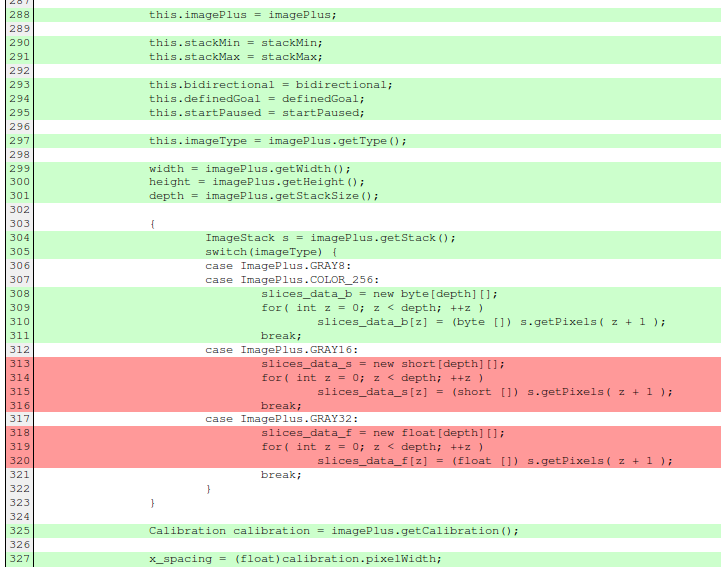 287
288 this.imagePlus = imagePlus;
289
290 this.stackMin = stackMin;
291 this.stackMax = stackMax;
292
293 this.bidirectional = bidirectional;
294 this.definedGoal = definedGoal;
295 this.startPaused = startPaused;
296
297 this.imageType = imagePlus.getType();
298
299 width = imagePlus.getWidth();
300 height = imagePlus.getHeight();
301 depth = imagePlus.getStackSize();
302
303 {
304 ImageStack s = imagePlus.getStack();
305 switch(imageType) {
306 case ImagePlus.GRAY8:
307 case ImagePlus.COLOR_256:
308 slices_data_b = new byte[depth][];
309 for( int z = 0; z < depth; ++z )
310 slices_data_b[z] = (byte []) s.getPixels( z + 1 );
311 break;
312 case ImagePlus.GRAY16:
313 slices_data_s = new short[depth][];
314 for( int z = 0; z < depth; ++z )
315 slices_data_s[z] = (short []) s.getPixels( z + 1 );
316 break;
317 case ImagePlus.GRAY32:
318 slices_data_f = new float[depth][];
319 for( int z = 0; z < depth; ++z )
320 slices_data_f[z] = (float []) s.getPixels( z + 1 );
321 break;
322 }
323 }
324
325 Calibration calibration = imagePlus.getCalibration();
326
327 x_spacing = (float)calibration.pixelWidth;